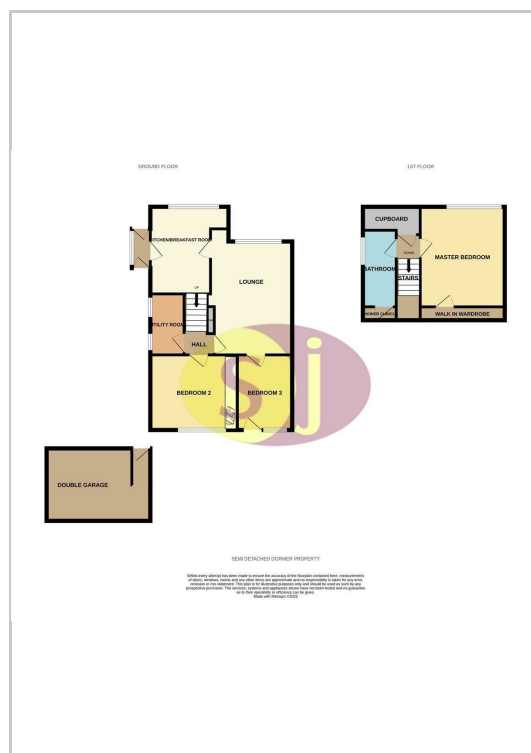 GROUND FLOOR
1ST FLOOR
KITCHEN/BREAKFAST ROOM
LOUNGE
UP
UTILITY ROOM
HALL
BEDROOM 2
BEDROOM 3
DOUBLE GARAGE
CUPBOARD
DOWN
BATHROOM
STAIRS
MASTER BEDROOM
SHOWER CUBICLE
WALK IN WARDROBE
sj
SEMI DETACHED DORMER PROPERTY
Whilst every attempt has been made to ensure the accuracy of the floorplan contained here, measurements
of doors, windows, rooms and any other items are approximate and no responsibility is taken for any error,
omission or mis-statement. This plan is for illustrative purposes only and should be used as such by any
prospective purchaser. The services, systems and appliances shown have not been tested and no guarantee
as to their operability or efficiency can be given.
Made with Metropix ©2025